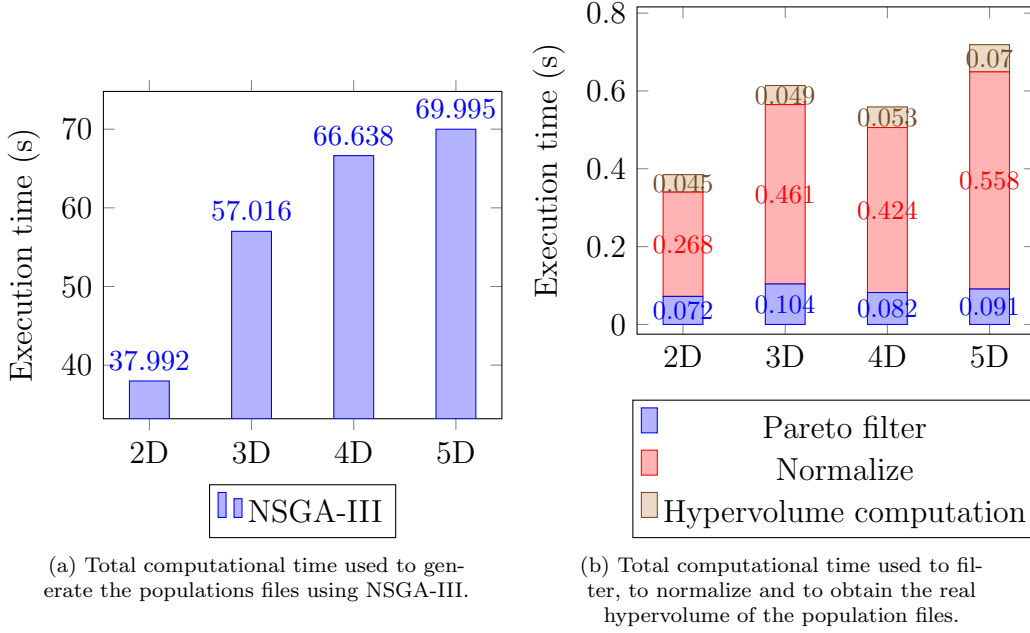 Execution time (s)
70
60
50
40
37.992
57.016
66.638
69.995
2D 3D 4D 5D
NSGA-III
(a) Total computational time used to gen-
erate the populations files using NSGA-III.
Execution time (s)
0.8
0.6
0.4
0.2
0
0.045
0.268
0.072
0.049
0.461
0.104
0.053
0.424
0.082
0.07
0.558
0.091
2D 3D 4D 5D
Pareto filter
Normalize
Hypervolume computation
(b) Total computational time used to fil-
ter, to normalize and to obtain the real
hypervolume of the population files.